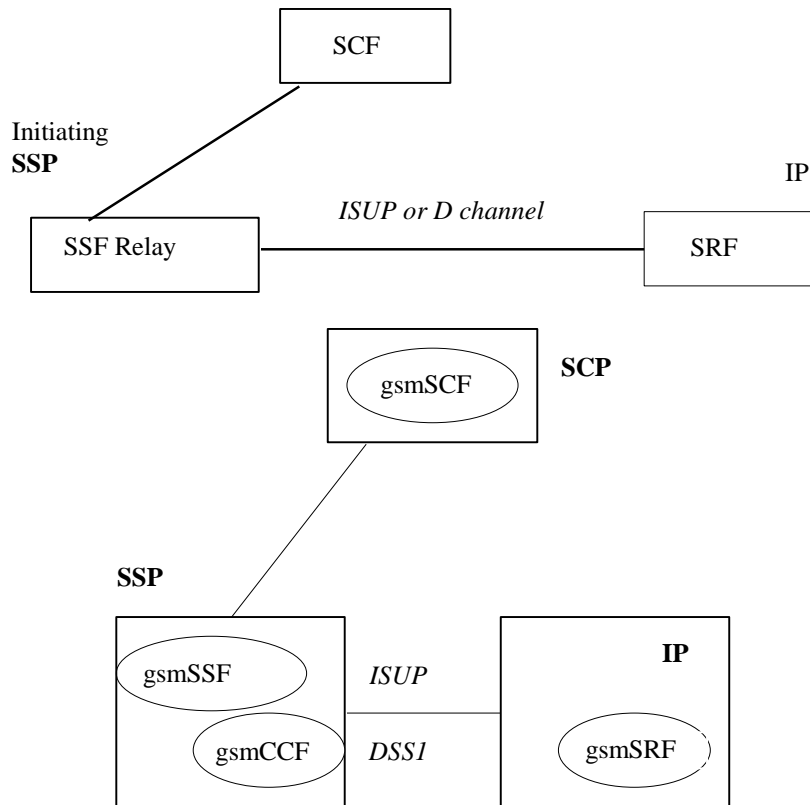 SCF
Initiating
SSP
IP
ISUP or D channel
SSF Relay
SRF
gsmSCF
SCP
SSP
gsmSSF
ISUP
IP
gsmCCF
DSS1
gsmSRF